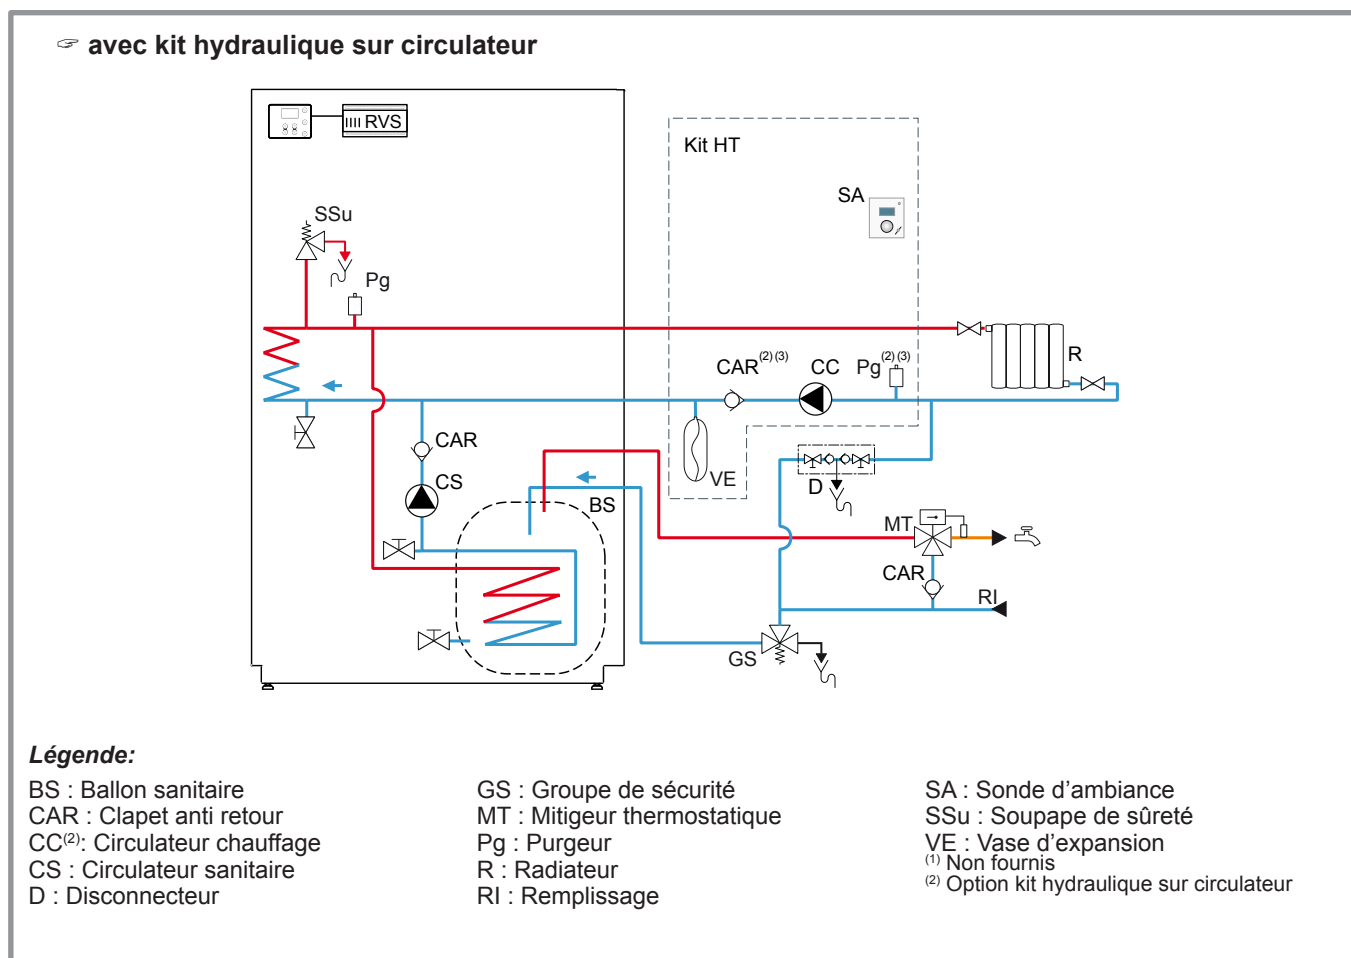 ☞ avec kit hydraulique sur circulateur
RVS
Kit HT
SA
SSu
Pg
CAR(2)(3)
CC
Pg(2)(3)
R
CAR
VE
CS
D
BS
MT
CAR
RI
GS
Légende:
BS : Ballon sanitaire
CAR : Clapet anti retour
CC(2): Circulateur chauffage
CS : Circulateur sanitaire
D : Disconnecteur
GS : Groupe de sécurité
MT : Mitigeur thermostatique
Pg : Purgeur
R : Radiateur
RI : Remplissage
SA : Sonde d’ambiance
SSu : Soupape de sûreté
VE : Vase d’expansion
(1) Non fournis
(2) Option kit hydraulique sur circulateur